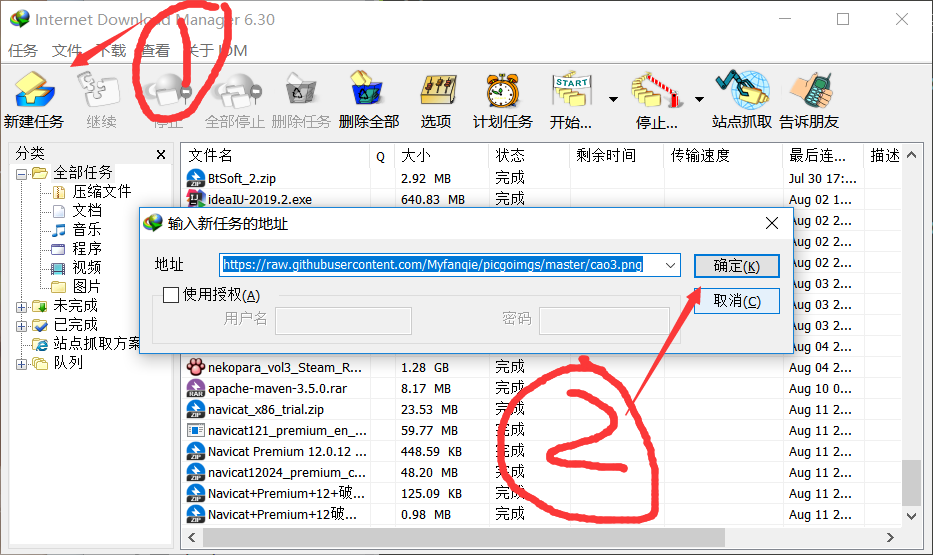 Internet Download Manager 6.30
任务 文件 下载 查看 关于 IDM
1
新建任务 继续 停止 全部停止 删除任务 删除全部 选项 计划任务 START 开始... 停止... 站点抓取 告诉朋友
分类 x
全部任务
压缩文件
文档
音乐
程序
视频
图片
未完成
已完成
站点抓取方案
队列
文件名 Q 大小 状态 剩余时间 传输速度 最后连... 描述
BtSoft_2.zip 2.92 MB 完成 Jul 30 17:...
ideaIU-2019.2.exe 640.83 MB 完成 Aug 02 1...
Aug 02 2...
Aug 02 2...
Aug 02 2...
Aug 03 2...
Aug 03 2...
Aug 03 2...
Aug 04 2...
输入新任务的地址
地址 https://raw.githubusercontent.com/Myfanqie/picgoimgs/master/cao3.png 确定(K)
使用授权(A) 取消(C)
用户名 密码
nekopara_vol3_Steam_R... 1.28 GB 完成 Aug 04 2...
apache-maven-3.5.0.rar 8.17 MB 完成 Aug 10 0...
navicat_x86_trial.zip 23.53 MB 完成 Aug 11 2...
navicat121_premium_en_... 59.77 MB 完成 Aug 11 2...
Navicat Premium 12.0.12 ... 448.59 KB 完成 Aug 11 2...
navicat12024_premium_c... 48.20 MB 完成 Aug 11 2...
Navicat+Premium+12+破... 125.09 KB 完成 Aug 11 2...
Navicat+Premium+12破... 0.98 MB 完成 Aug 11 2...
2